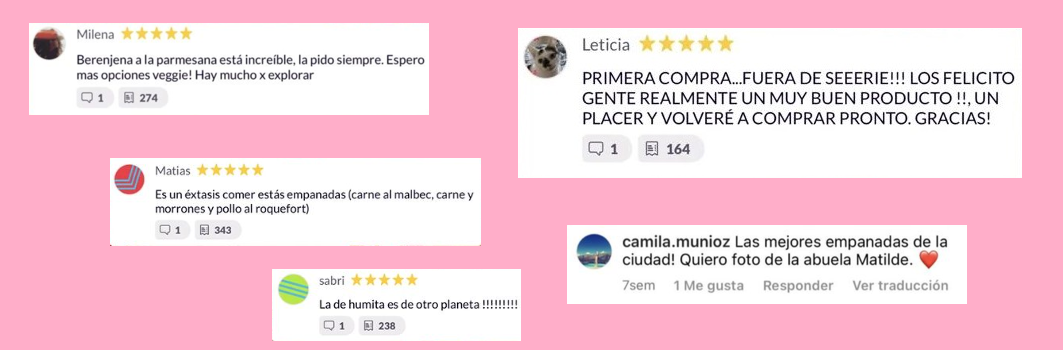 Milena
Berenjena a la parmesana está increíble, la pido siempre. Espero
mas opciones veggie! Hay mucho x explorar
1 274
Leticia
PRIMERA COMPRA...FUERA DE SEEERIE!!! LOS FELICITO
GENTE REALMENTE UN MUY BUEN PRODUCTO !!, UN
PLACER Y VOLVERÉ A COMPRAR PRONTO. GRACIAS!
1 164
Matias
Es un éxtasis comer estás empanadas (carne al malbec, carne y
morrones y pollo al roquefort)
1 343
camila.munioz Las mejores empanadas de la
ciudad! Quiero foto de la abuela Matilde. ❤️
7sem 1 Me gusta Responder Ver traducción
sabri
La de humita es de otro planeta !!!!!!!!!
1 238